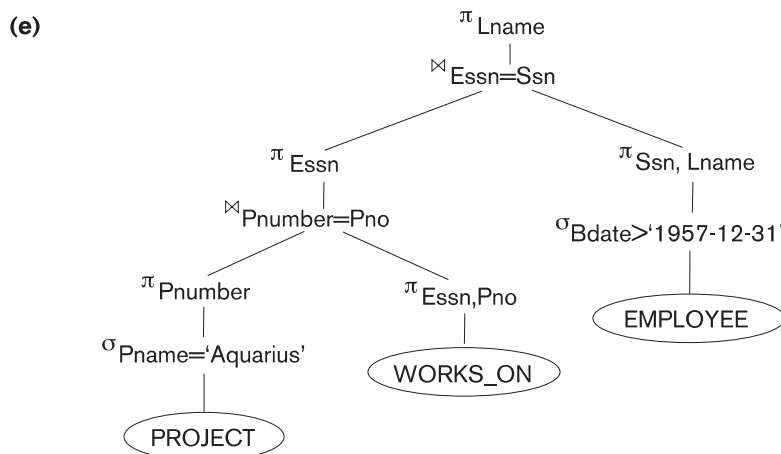 (e)
π Lname
⋈ Essn=Ssn
π Essn
π Ssn, Lname
⋈ Pnumber=Pno
σ Bdate>‘1957-12-31’
π Pnumber
π Essn,Pno
EMPLOYEE
σ Pname=‘Aquarius’
WORKS_ON
PROJECT